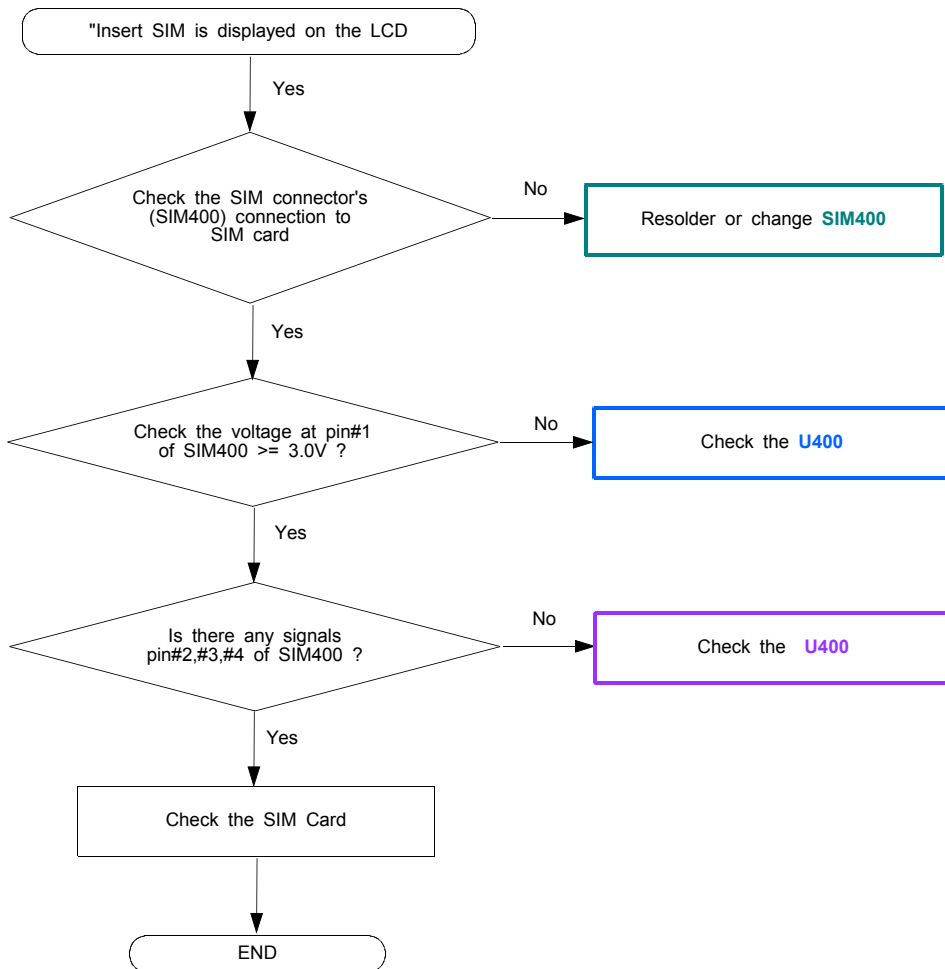 "Insert SIM is displayed on the LCD
Yes
Check the SIM connector's
(SIM400) connection to
SIM card
No
Resolder or change SIM400
Yes
Check the voltage at pin#1
of SIM400 >= 3.0V ?
No
Check the U400
Yes
Is there any signals
pin#2,#3,#4 of SIM400 ?
No
Check the U400
Yes
Check the SIM Card
END